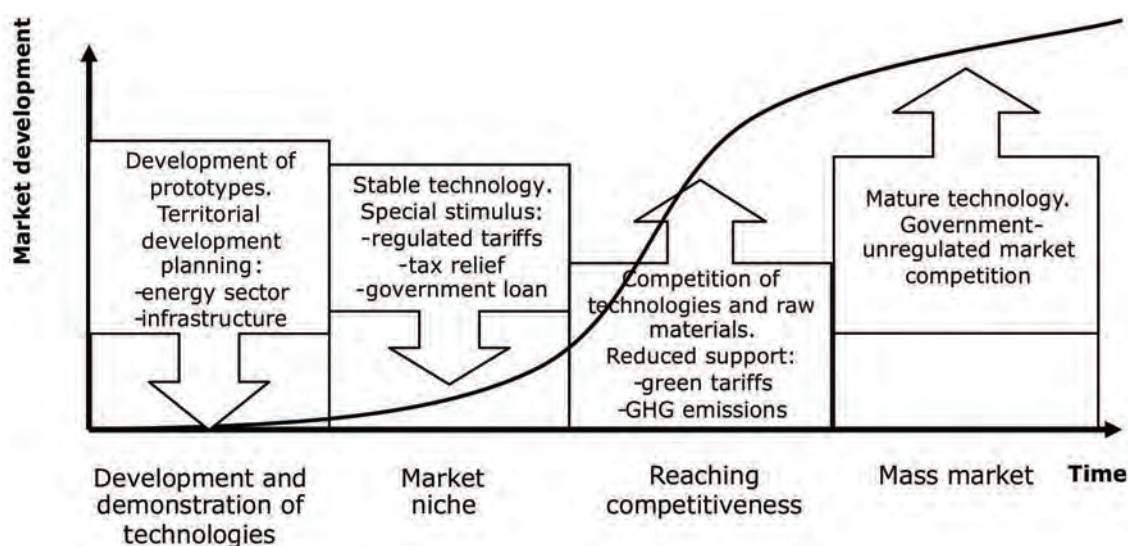 Market development
Development of
prototypes.
Territorial
development
planning:
-energy sector
-infrastructure
Stable technology.
Special stimulus:
-regulated tariffs
-tax relief
-government loan
Competition of
technologies and raw
materials.
Reduced support:
-green tariffs
-GHG emissions
Mature technology.
Government-
unregulated market
competition
Development and
demonstration of
technologies
Market
niche
Reaching
competitiveness
Mass market
Time